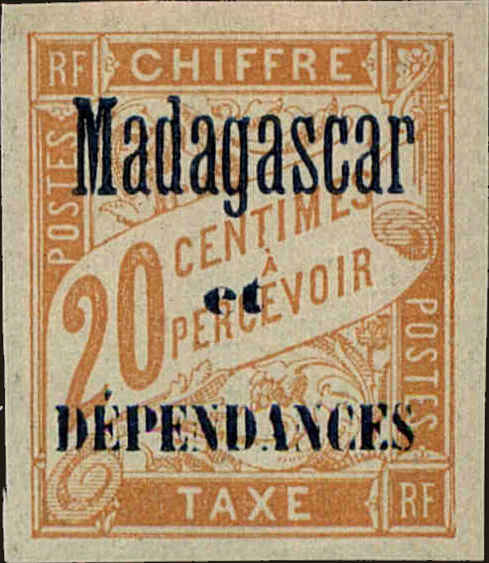 RF CHIFFRE
Madagascar
POSTES
20 CENTIMES
À
PERCEVOIR
et
POSTES
DÉPENDANCES
TAXE RF